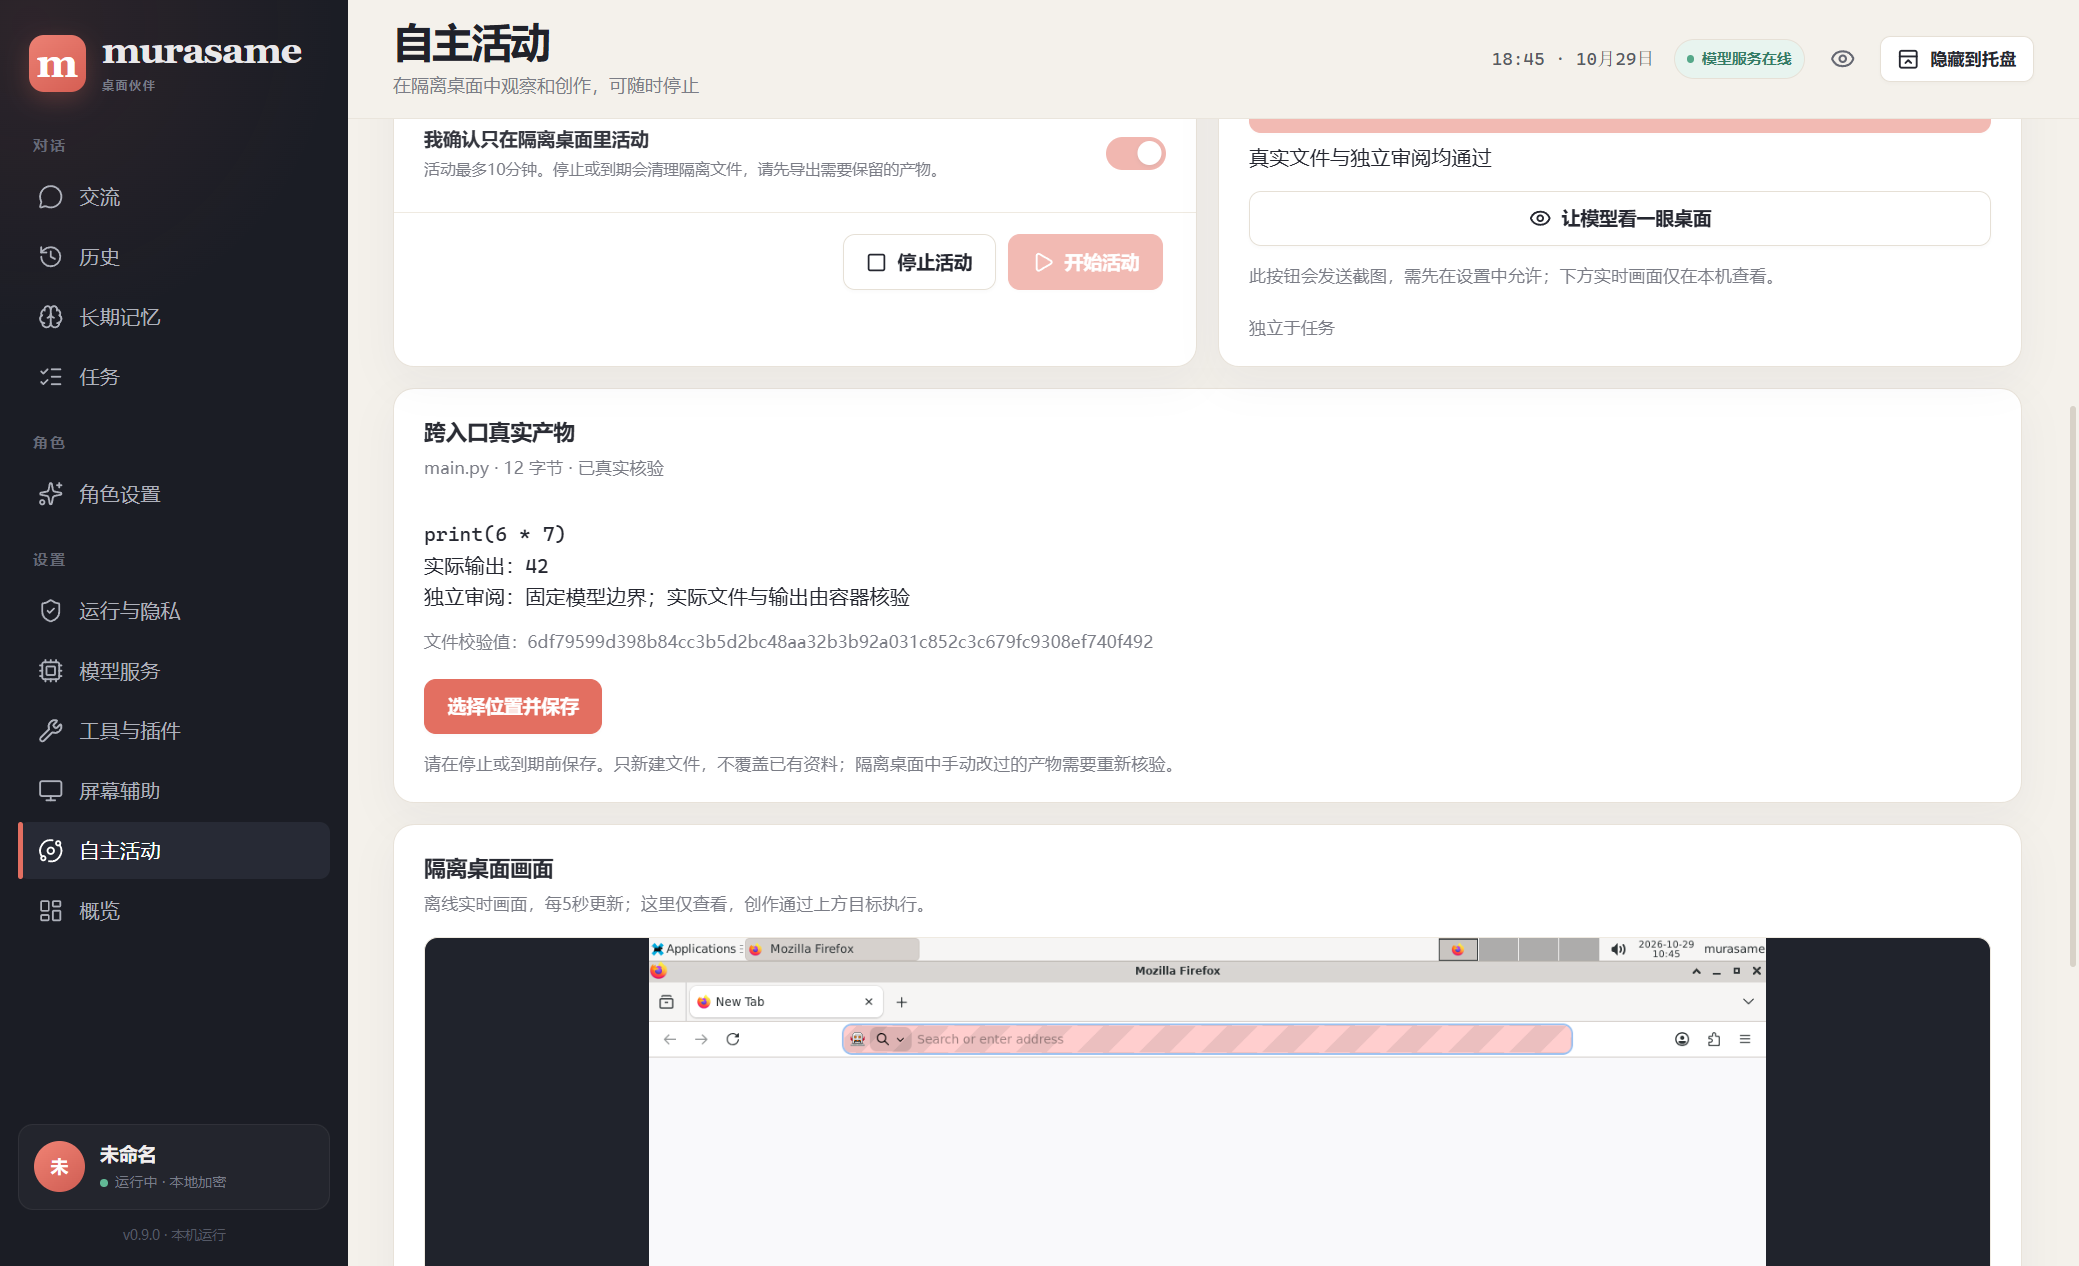 m murasame
桌面伙伴
对话
交流
历史
长期记忆
任务
角色
角色设置
设置
运行与隐私
模型服务
工具与插件
屏幕辅助
自主活动
概览
未
未命名
运行中 · 本地加密
v0.9.0 · 本机运行
自主活动
在隔离桌面中观察和创作，可随时停止
18:45 · 10月29日
模型服务在线
隐藏到托盘
我确认只在隔离桌面里活动
活动最多10分钟。停止或到期会清理隔离文件，请先导出需要保留的产物。
停止活动
开始活动
真实文件与独立审阅均通过
让模型看一眼桌面
此按钮会发送截图，需先在设置中允许；下方实时画面仅在本机查看。
独立于任务
跨入口真实产物
main.py · 12 字节 · 已真实核验
print(6 * 7)
实际输出：42
独立审阅：固定模型边界；实际文件与输出由容器核验
文件校验值：6df79599d398b84cc3b5d2bc48aa32b3b92a031c852c3c679fc9308ef740f492
选择位置并保存
请在停止或到期前保存。只新建文件，不覆盖已有资料；隔离桌面中手动改过的产物需要重新核验。
隔离桌面画面
离线实时画面，每5秒更新；这里仅查看，创作通过上方目标执行。
Applications
Mozilla Firefox
2026-10-29
10:45
murasame
Mozilla Firefox
New Tab
Search or enter address